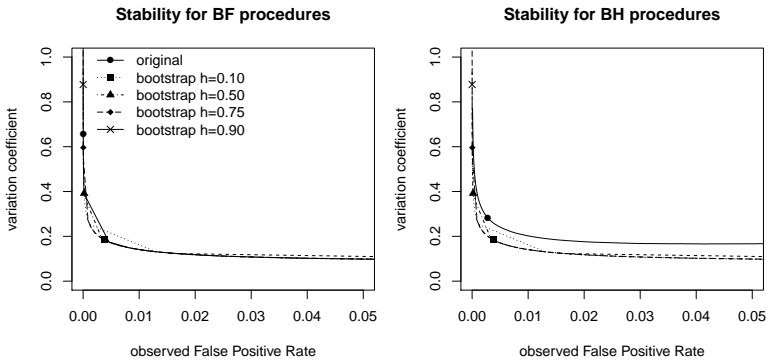 Stability for BF procedures
variation coefficient
1.0
0.8
0.6
0.4
0.2
0.0
original
bootstrap h=0.10
bootstrap h=0.50
bootstrap h=0.75
bootstrap h=0.90
0.00 0.01 0.02 0.03 0.04 0.05
observed False Positive Rate
Stability for BH procedures
variation coefficient
1.0
0.8
0.6
0.4
0.2
0.0
0.00 0.01 0.02 0.03 0.04 0.05
observed False Positive Rate